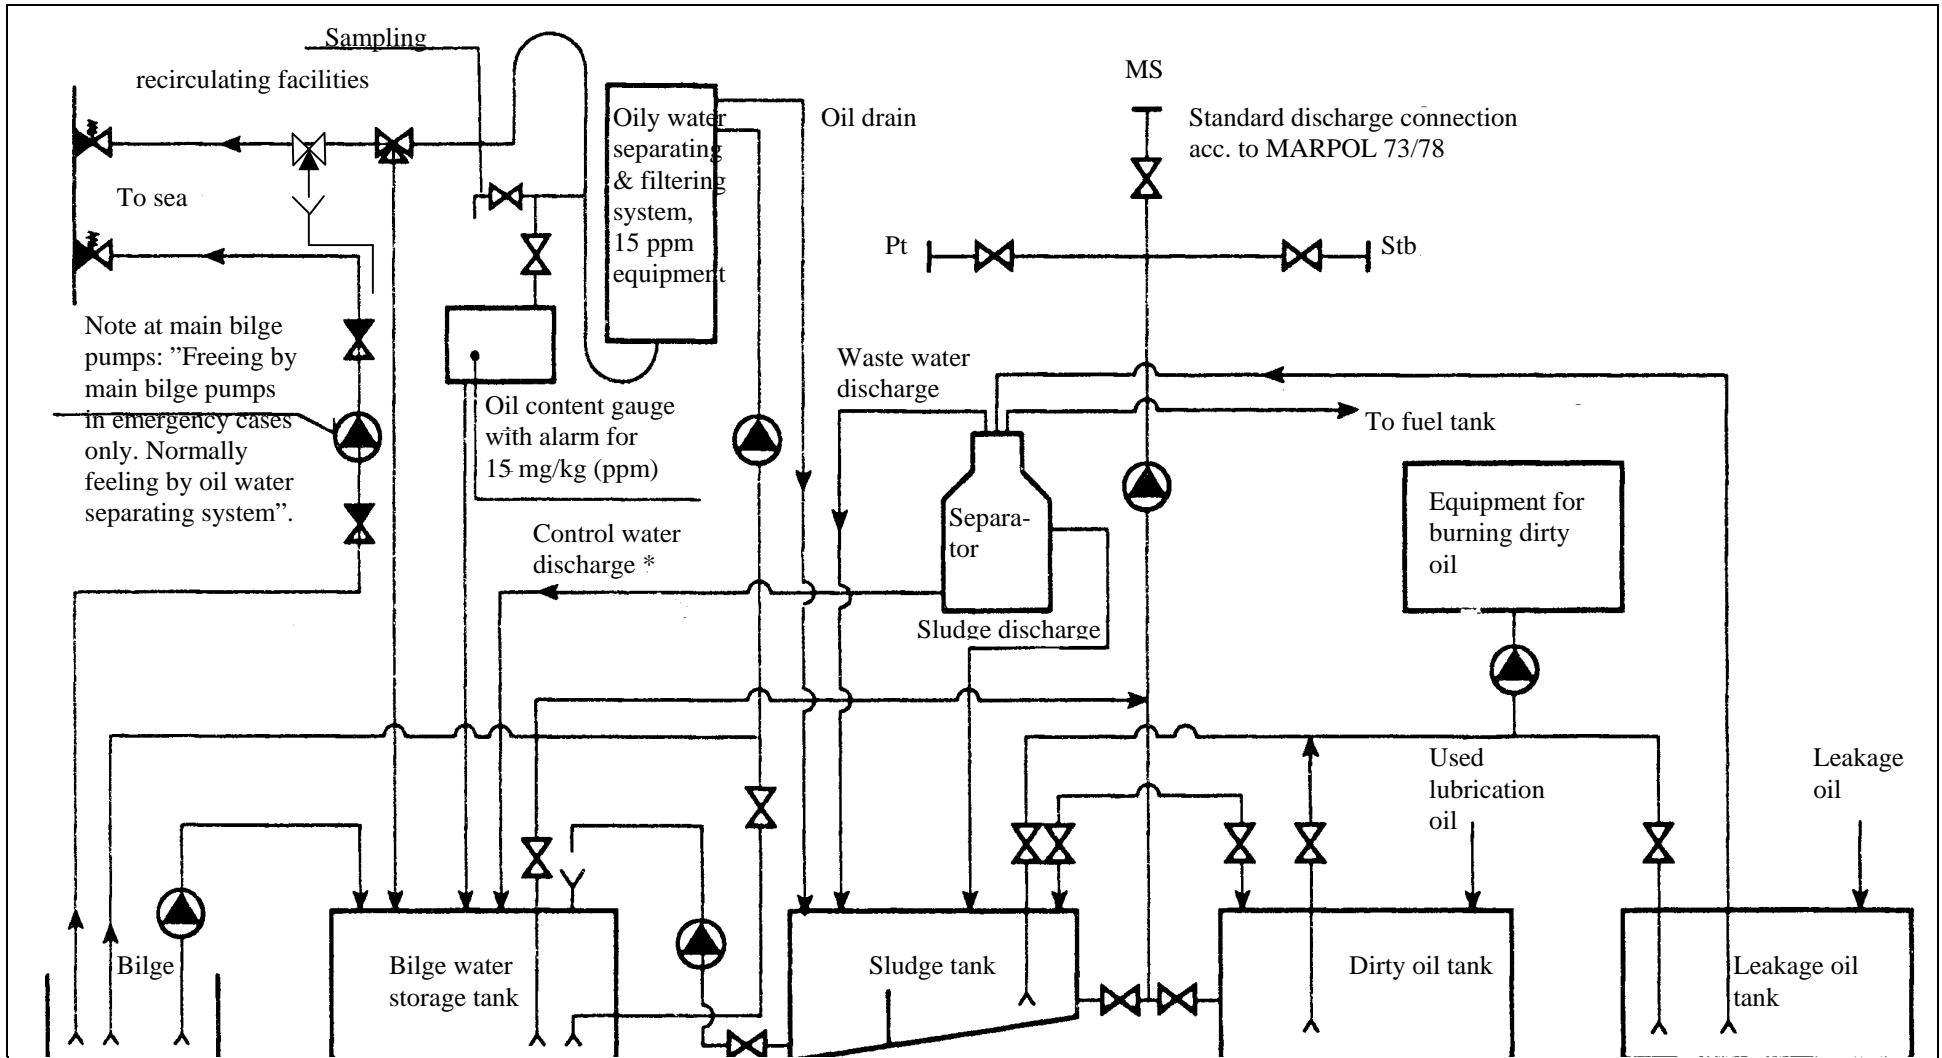 Sampling
recirculating facilities
To sea
Note at main bilge
pumps: ”Freeing by
main bilge pumps
in emergency cases
only. Normally
feeling by oil water
separating system”.
Oily water
separating
& filtering
system,
15 ppm
equipment
Oil drain
Oil content gauge
with alarm for
15 mg/kg (ppm)
Control water
discharge *
MS
Standard discharge connection
acc. to MARPOL 73/78
Pt
Stb
Waste water
discharge
To fuel tank
Separa-
tor
Sludge discharge
Equipment for
burning dirty
oil
Used
lubrication
oil
Leakage
oil
Bilge
Bilge water
storage tank
Sludge tank
Dirty oil tank
Leakage oil
tank